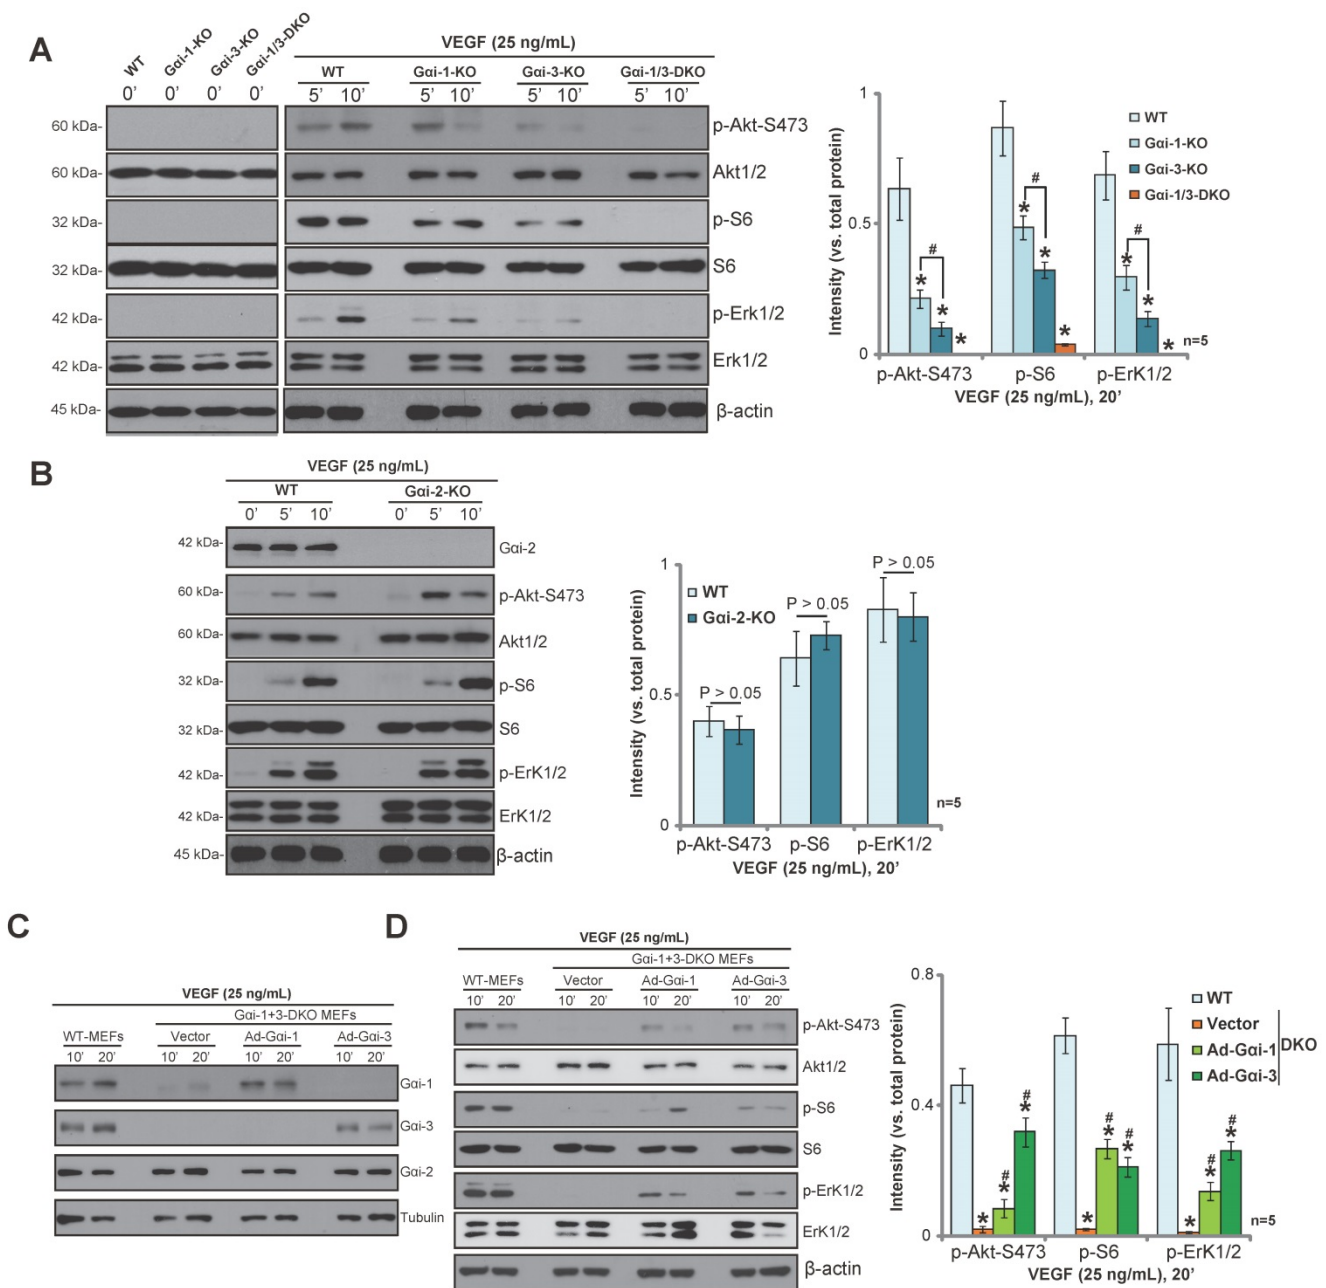 A
WT
Gαi-1-KO
Gαi-3-KO
Gαi-1/3-DKO
0' 0' 0' 0'
VEGF (25 ng/mL)
WT Gαi-1-KO Gαi-3-KO Gαi-1/3-DKO
5' 10' 5' 10' 5' 10' 5' 10'
60 kDa- p-Akt-S473
60 kDa- Akt1/2
32 kDa- p-S6
32 kDa- S6
42 kDa- p-Erk1/2
42 kDa- Erk1/2
45 kDa- β-actin
Intensity (vs. total protein)
1
0.5
0
WT
Gαi-1-KO
Gαi-3-KO
Gαi-1/3-DKO
# # #
* * * * * * * * *
n=5
p-Akt-S473 p-S6 p-ErK1/2
VEGF (25 ng/mL), 20'
B
VEGF (25 ng/mL)
WT Gαi-2-KO
0' 5' 10' 0' 5' 10'
42 kDa- Gαi-2
60 kDa- p-Akt-S473
60 kDa- Akt1/2
32 kDa- p-S6
32 kDa- S6
42 kDa- p-ErK1/2
42 kDa- ErK1/2
45 kDa- β-actin
Intensity (vs. total protein)
1
0.5
0
WT
Gαi-2-KO
P > 0.05
P > 0.05
P > 0.05
n=5
p-Akt-S473 p-S6 p-ErK1/2
VEGF (25 ng/mL), 20'
C
VEGF (25 ng/mL)
Gαi-1+3-DKO MEFs
WT-MEFs Vector Ad-Gαi-1 Ad-Gαi-3
10' 20' 10' 20' 10' 20' 10' 20'
Gαi-1
Gαi-3
Gαi-2
Tubulin
D
VEGF (25 ng/mL)
Gαi-1+3-DKO MEFs
WT-MEFs Vector Ad-Gαi-1 Ad-Gαi-3
10' 20' 10' 20' 10' 20' 10' 20'
p-Akt-S473
Akt1/2
p-S6
S6
p-ErK1/2
ErK1/2
β-actin
Intensity (vs. total protein)
0.8
0.4
0
WT
Vector
Ad-Gαi-1
Ad-Gαi-3
DKO
# # # # # #
* * * * * * * * *
n=5
p-Akt-S473 p-S6 p-ErK1/2
VEGF (25 ng/mL), 20'